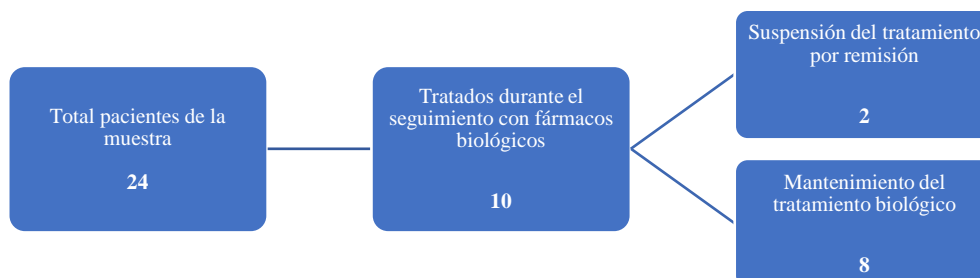 Total pacientes de la
muestra
24
Tratados durante el
seguimiento con fármacos
biológicos
10
Suspensión del tratamiento
por remisión
2
Mantenimiento del
tratamiento biológico
8